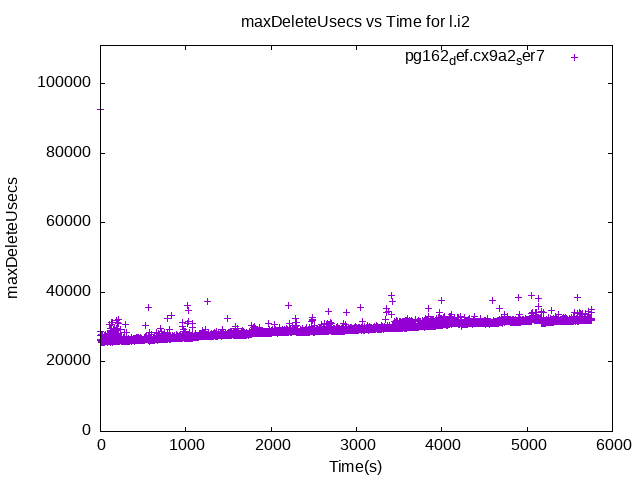 maxDeleteUsecs vs Time for l.i2
pg162def.cx9a2ser7
100000
80000
60000
40000
20000
0
maxDeleteUsecs
0 1000 2000 3000 4000 5000 6000
Time(s)